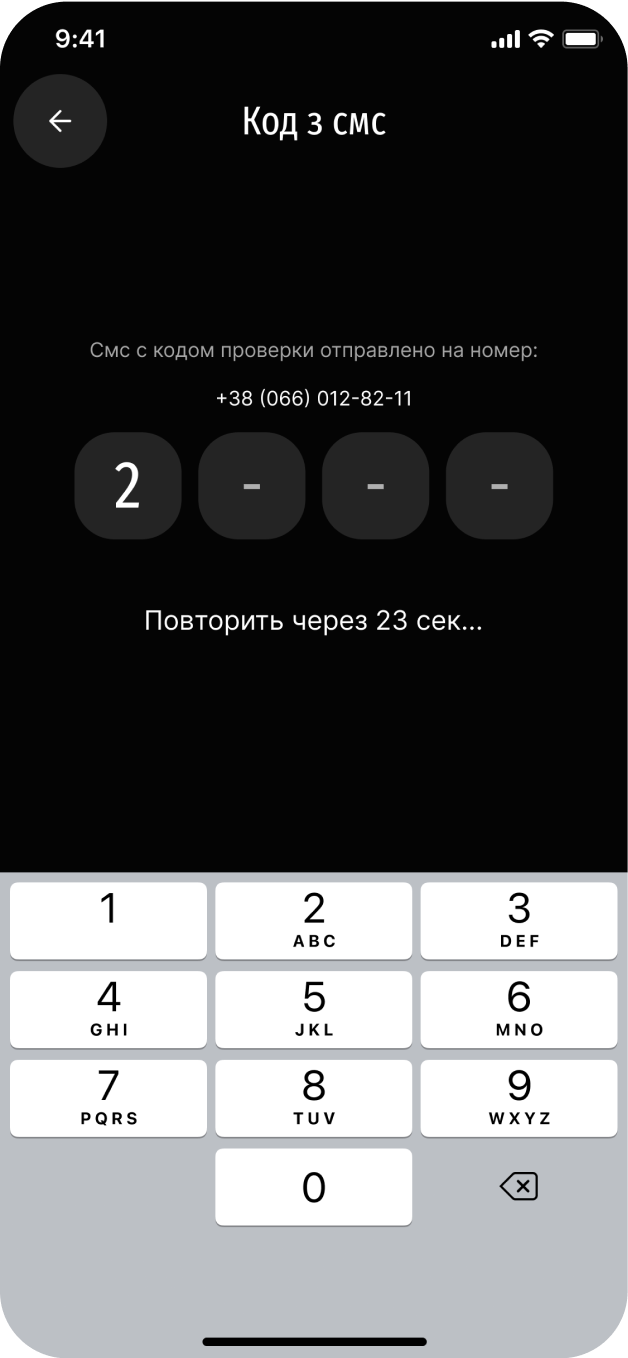 9:41
Код з смс
Смс с кодом проверки отправлено на номер:
+38 (066) 012-82-11
2 - - -
Повторить через 23 сек...
1 2 3
ABC DEF
4 5 6
GHI JKL MNO
7 8 9
PQRS TUV WXYZ
0